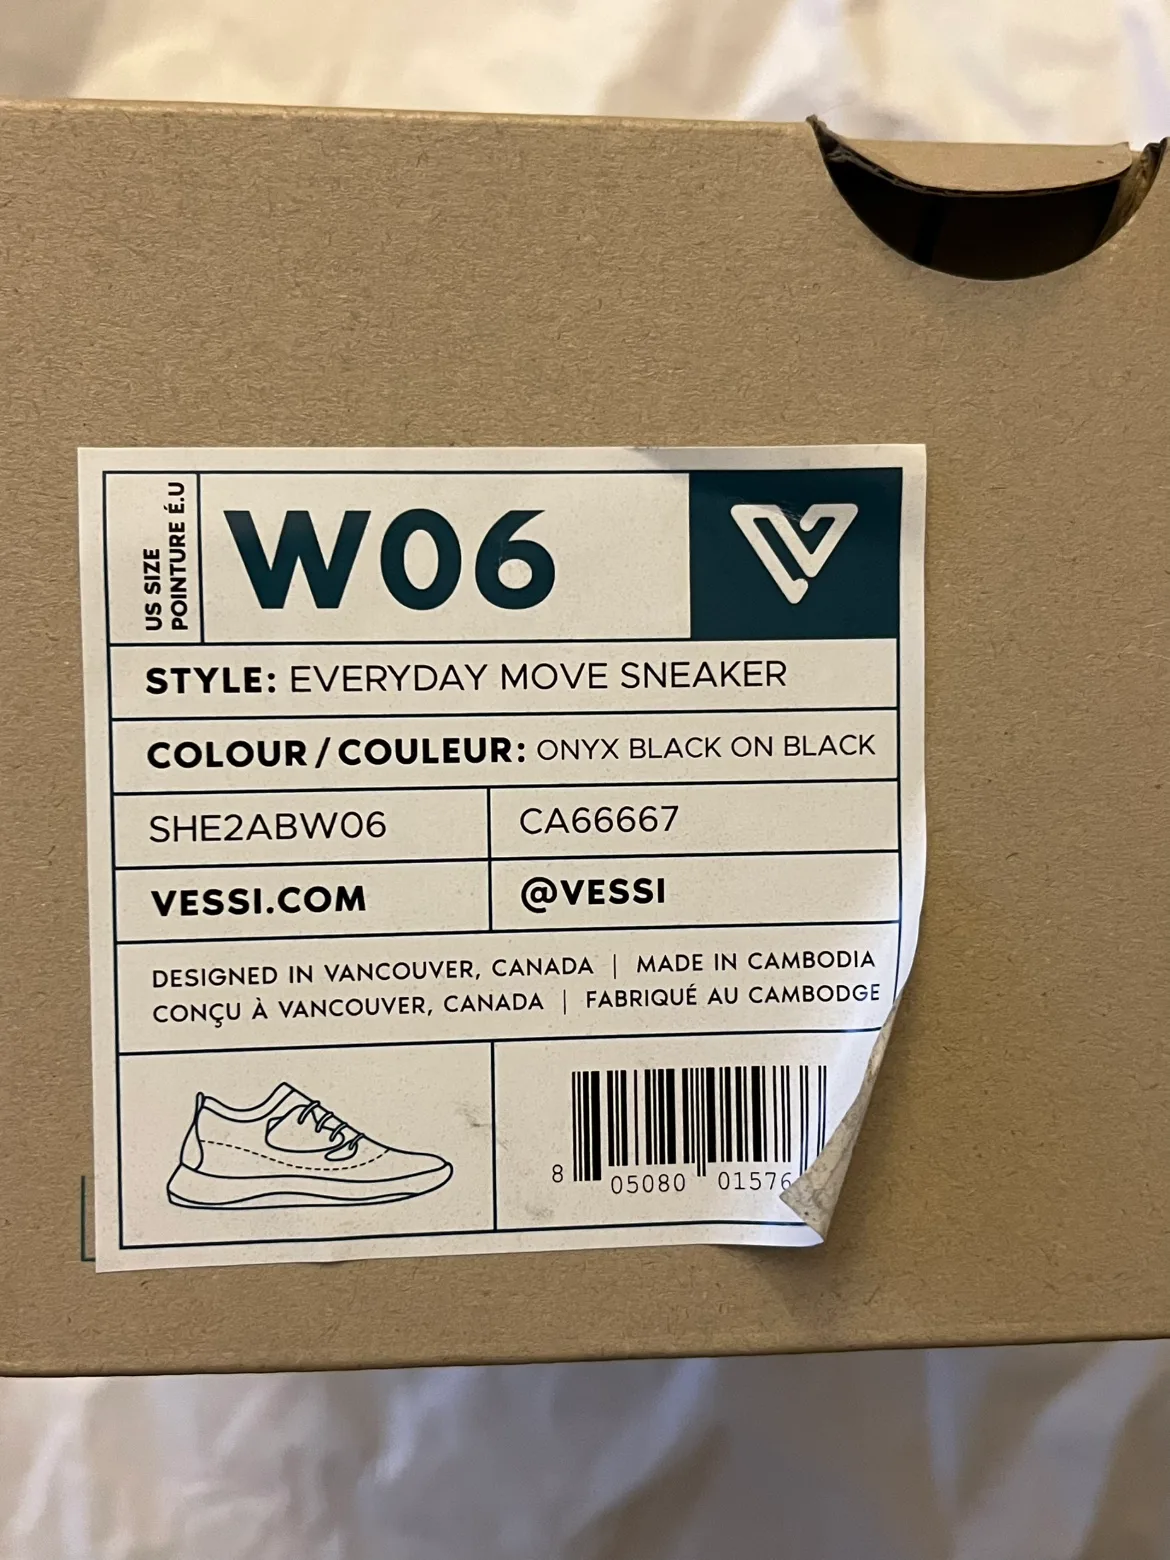 US SIZE
POINTURE É.U
W06
STYLE: EVERYDAY MOVE SNEAKER
COLOUR / COULEUR: ONYX BLACK ON BLACK
SHE2ABW06
CA66667
VESSI.COM
@VESSI
DESIGNED IN VANCOUVER, CANADA | MADE IN CAMBODIA
CONÇU À VANCOUVER, CANADA | FABRIQUÉ AU CAMBODGE
8 05080 01576